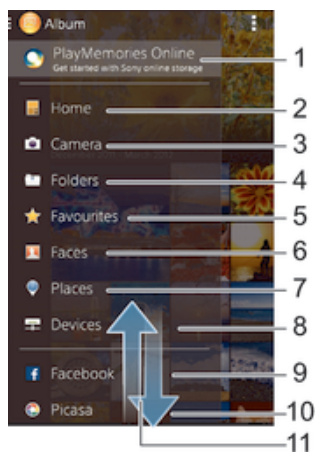 Album
PlayMemories Online
Get started with Sony online storage
1
Home
2
Camera
3
Folders
4
Favourites
5
Faces
6
Places
7
Devices
8
Facebook
9
Picasa
10
11